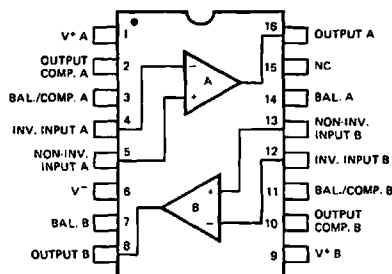 V+ A
1
OUTPUT
COMP. A
2
BAL./COMP. A
3
INV. INPUT A
4
NON-INV.
INPUT A
5
V−
6
BAL. B
7
OUTPUT B
8
−
+
A
+
−
B
16
OUTPUT A
15
NC
14
BAL. A
13
NON-INV.
INPUT B
12
INV. INPUT B
11
BAL./COMP. B
10
OUTPUT
COMP. B
9
V+ B